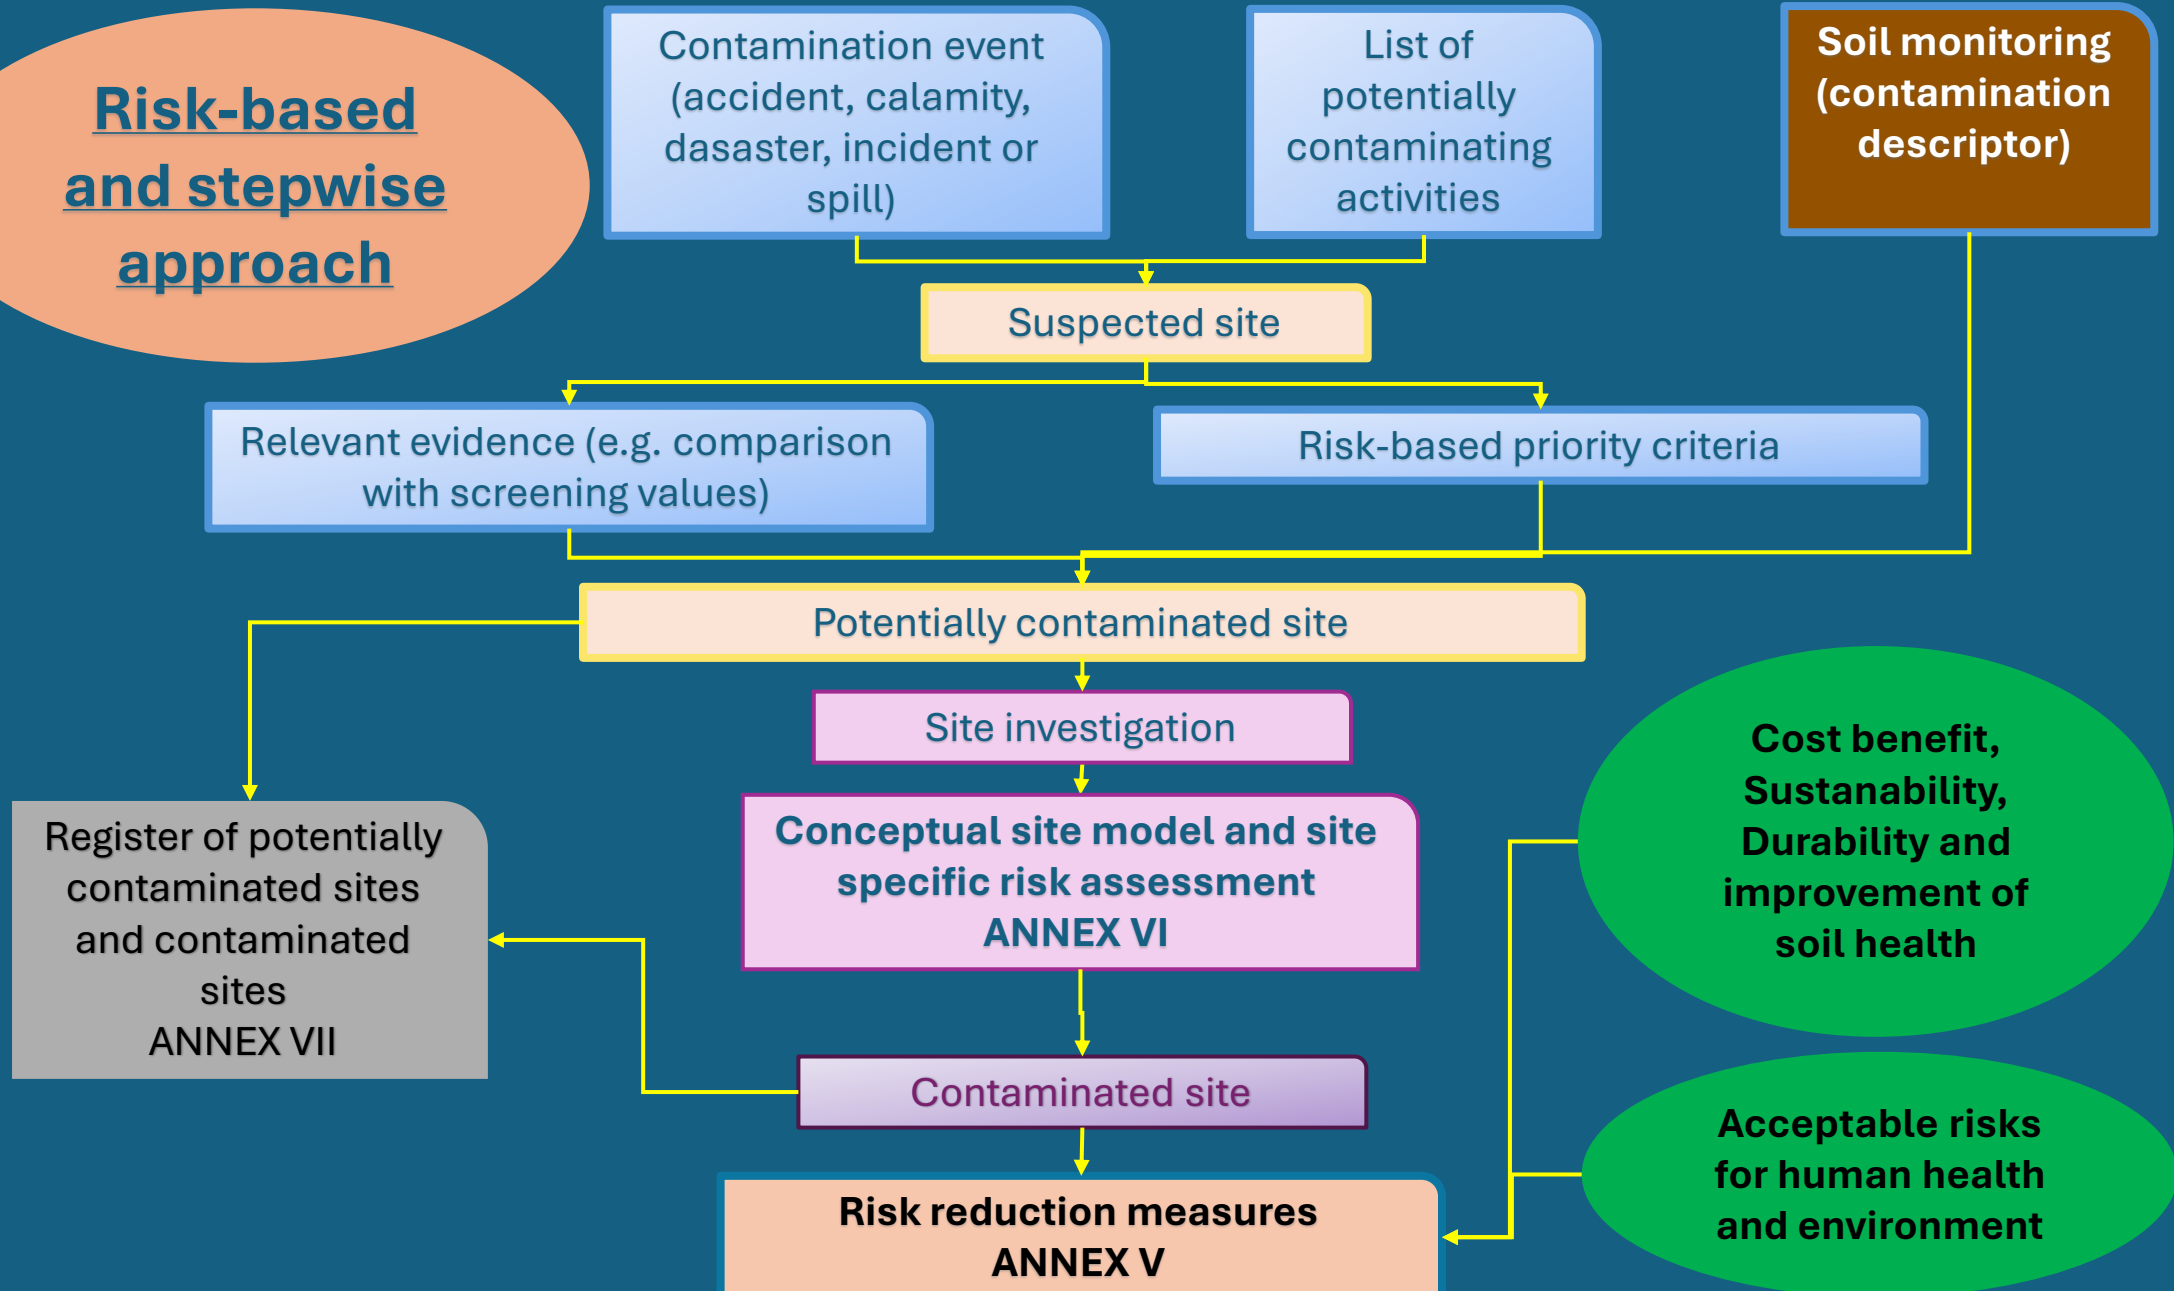 Risk-based
and stepwise
approach
Contamination event
(accident, calamity,
dasaster, incident or
spill)
List of
potentially
contaminating
activities
Soil monitoring
(contamination
descriptor)
Suspected site
Relevant evidence (e.g. comparison
with screening values)
Risk-based priority criteria
Potentially contaminated site
Site investigation
Conceptual site model and site
specific risk assessment
ANNEX VI
Register of potentially
contaminated sites
and contaminated
sites
ANNEX VII
Cost benefit,
Sustanability,
Durability and
improvement of
soil health
Contaminated site
Acceptable risks
for human health
and environment
Risk reduction measures
ANNEX V